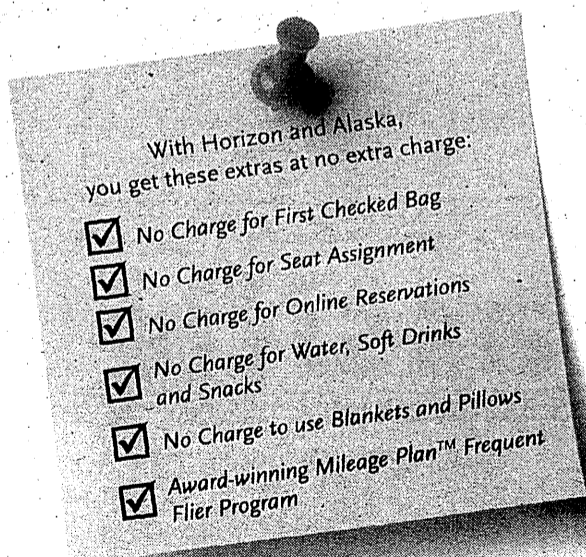 With Horizon and Alaska,
you get these extras at no extra charge:
No Charge for First Checked Bag
No Charge for Seat Assignment
No Charge for Online Reservations
No Charge for Water, Soft Drinks
and Snacks
No Charge to use Blankets and Pillows
Award-winning Mileage Plan™ Frequent
Flier Program